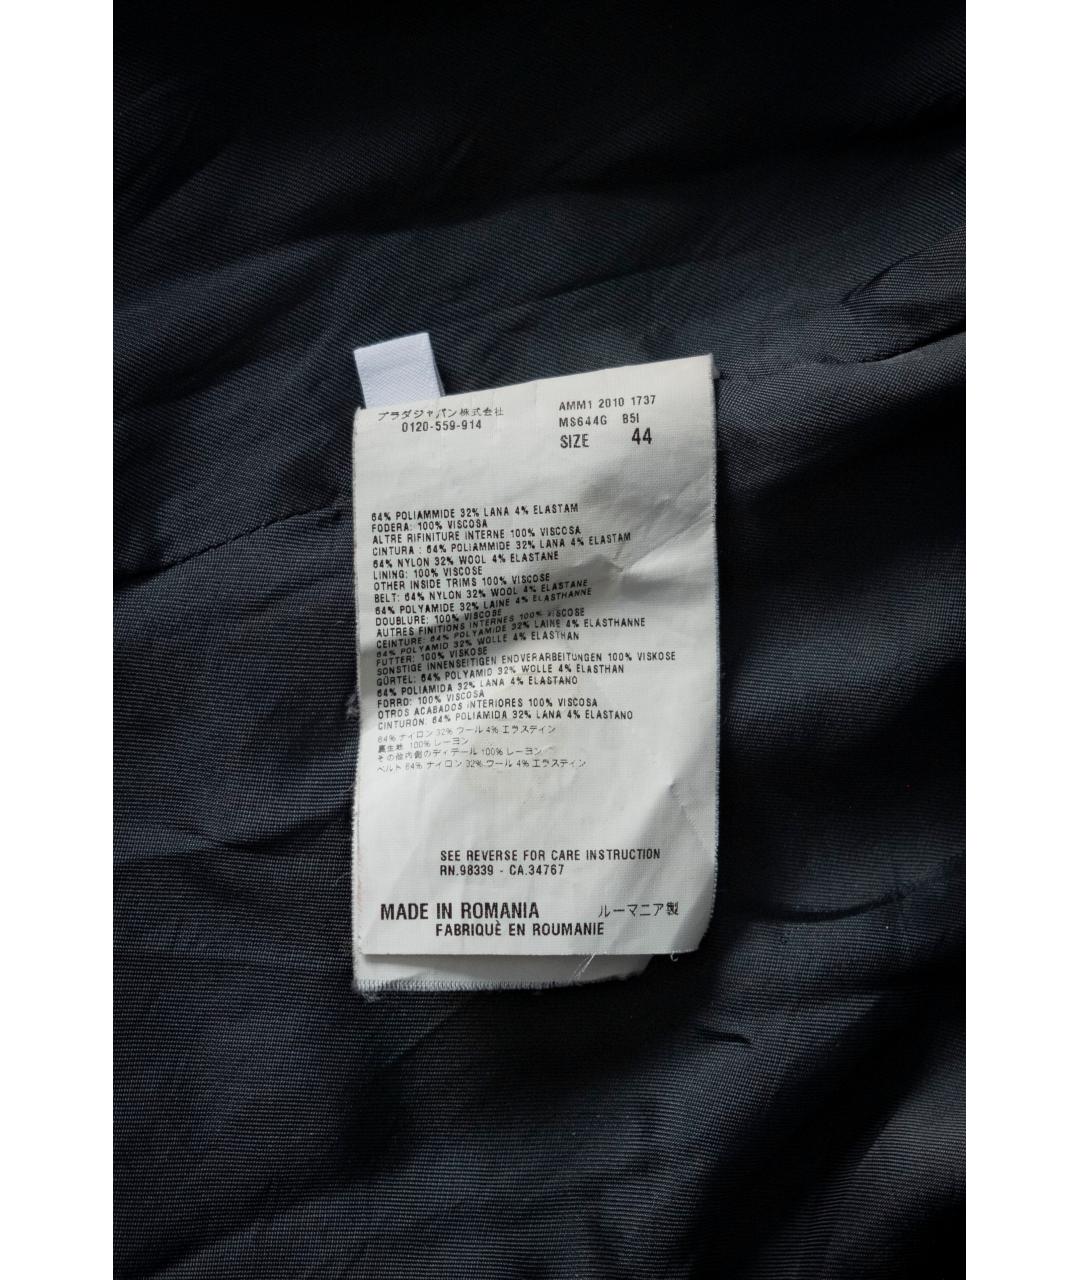 プラダジャパン株式会社
0120-559-914
AMM1 2010 1737
MS644G B5I
SIZE 44
64% POLIAMMIDE 32% LANA 4% ELASTAM
FODERA: 100% VISCOSA
ALTRE RIFINITURE INTERNE 100% VISCOSA
CINTURA : 64% POLIAMMIDE 32% LANA 4% ELASTAM
64% NYLON 32% WOOL 4% ELASTANE
LINING: 100% VISCOSE
OTHER INSIDE TRIMS 100% VISCOSE
BELT: 64% NYLON 32% WOOL 4% ELASTANE
64% POLYAMIDE 32% LAINE 4% ELASTHANNE
DOUBLURE: 100% VISCOSE
AUTRES FINITIONS INTERNES 100% VISCOSE
CEINTURE: 64% POLYAMIDE 32% LAINE 4% ELASTHANNE
64% POLYAMID 32% WOLLE 4% ELASTHAN
FUTTER: 100% VISKOSE
SONSTIGE INNENSEITIGEN ENDVERARBEITUNGEN 100% VISKOSE
GÜRTEL: 64% POLYAMID 32% WOLLE 4% ELASTHAN
64% POLIAMIDA 32% LANA 4% ELASTANO
FORRO: 100% VISCOSA
OTROS ACABADOS INTERIORES 100% VISCOSA
CINTURON: 64% POLIAMIDA 32% LANA 4% ELASTANO
64% ナイロン 32% ウール 4% エラスティン
裏生地 100% レーヨン
その他内側のディテール 100% レーヨン
ベルト 64% ナイロン 32% ウール 4% エラスティン
SEE REVERSE FOR CARE INSTRUCTION
RN.98339 - CA.34767
MADE IN ROMANIA ルーマニア製
FABRIQUÈ EN ROUMANIE